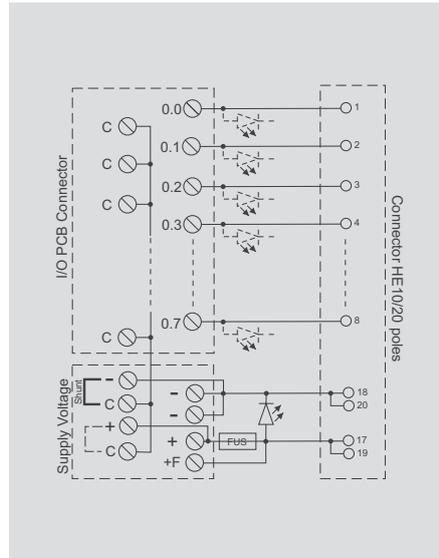 I/O PCB Connector
0.0 1
C
0.1 2
C
0.2 3
C
0.3 4
0.7 8
C
Connector HE10/20 poles
Supply Voltage
Shunt
- - 18
C - 20
+ + FUS 17
C +F 19